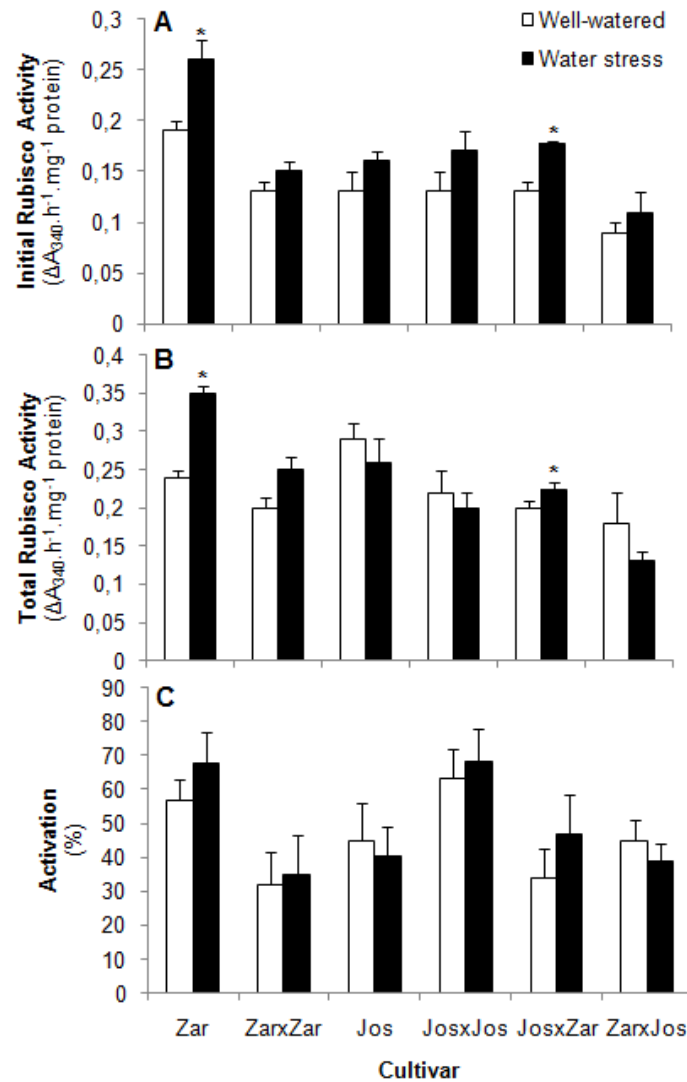 A
Well-watered
Water stress
Initial Rubisco Activity
(ΔA₃₄₀.h⁻¹.mg⁻¹ protein)
0,3
0,25
0,2
0,15
0,1
0,05
0
*
*
B
Total Rubisco Activity
(ΔA₃₄₀.h⁻¹.mg⁻¹ protein)
0,4
0,35
0,3
0,25
0,2
0,15
0,1
0,05
0
*
*
C
Activation
(%)
90
80
70
60
50
40
30
20
10
0
Zar ZarxZar Jos JosxJos JosxZar ZarxJos
Cultivar